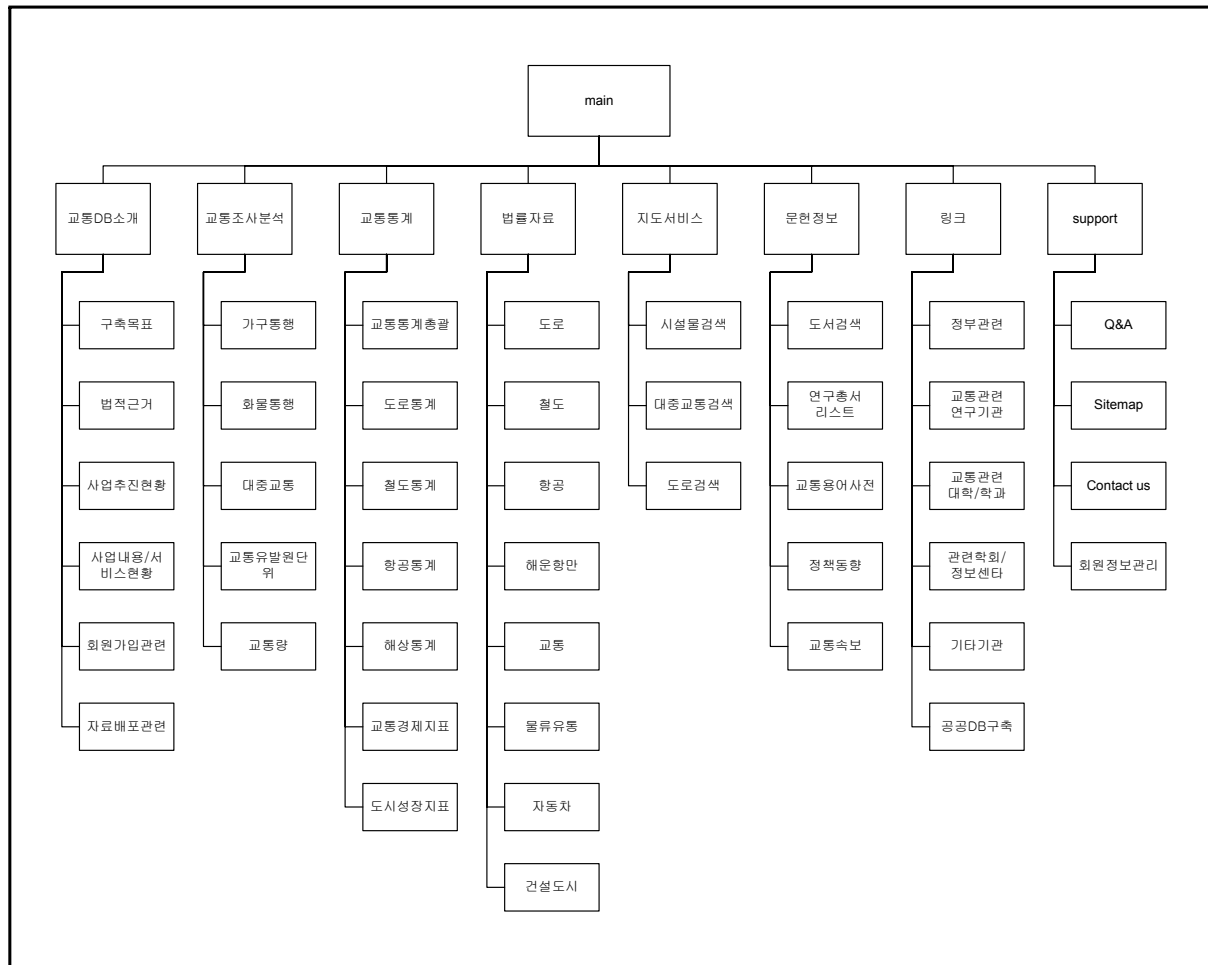 main
교통DB소개
교통조사분석
교통통계
법률자료
지도서비스
문헌정보
링크
support
구축목표
가구통행
교통통계총괄
도로
시설물검색
도서검색
정부관련
Q&A
법적근거
화물통행
도로통계
철도
대중교통검색
연구총서
리스트
교통관련
연구기관
Sitemap
사업추진현황
대중교통
철도통계
항공
도로검색
교통용어사전
교통관련
대학/학과
Contact us
사업내용/서
비스현황
교통유발원단
위
항공통계
해운항만
정책동향
관련학회/
정보센타
회원정보관리
회원가입관련
교통량
해상통계
교통
교통속보
기타기관
자료배포관련
교통경제지표
물류유통
공공DB구축
도시성장지표
자동차
건설도시